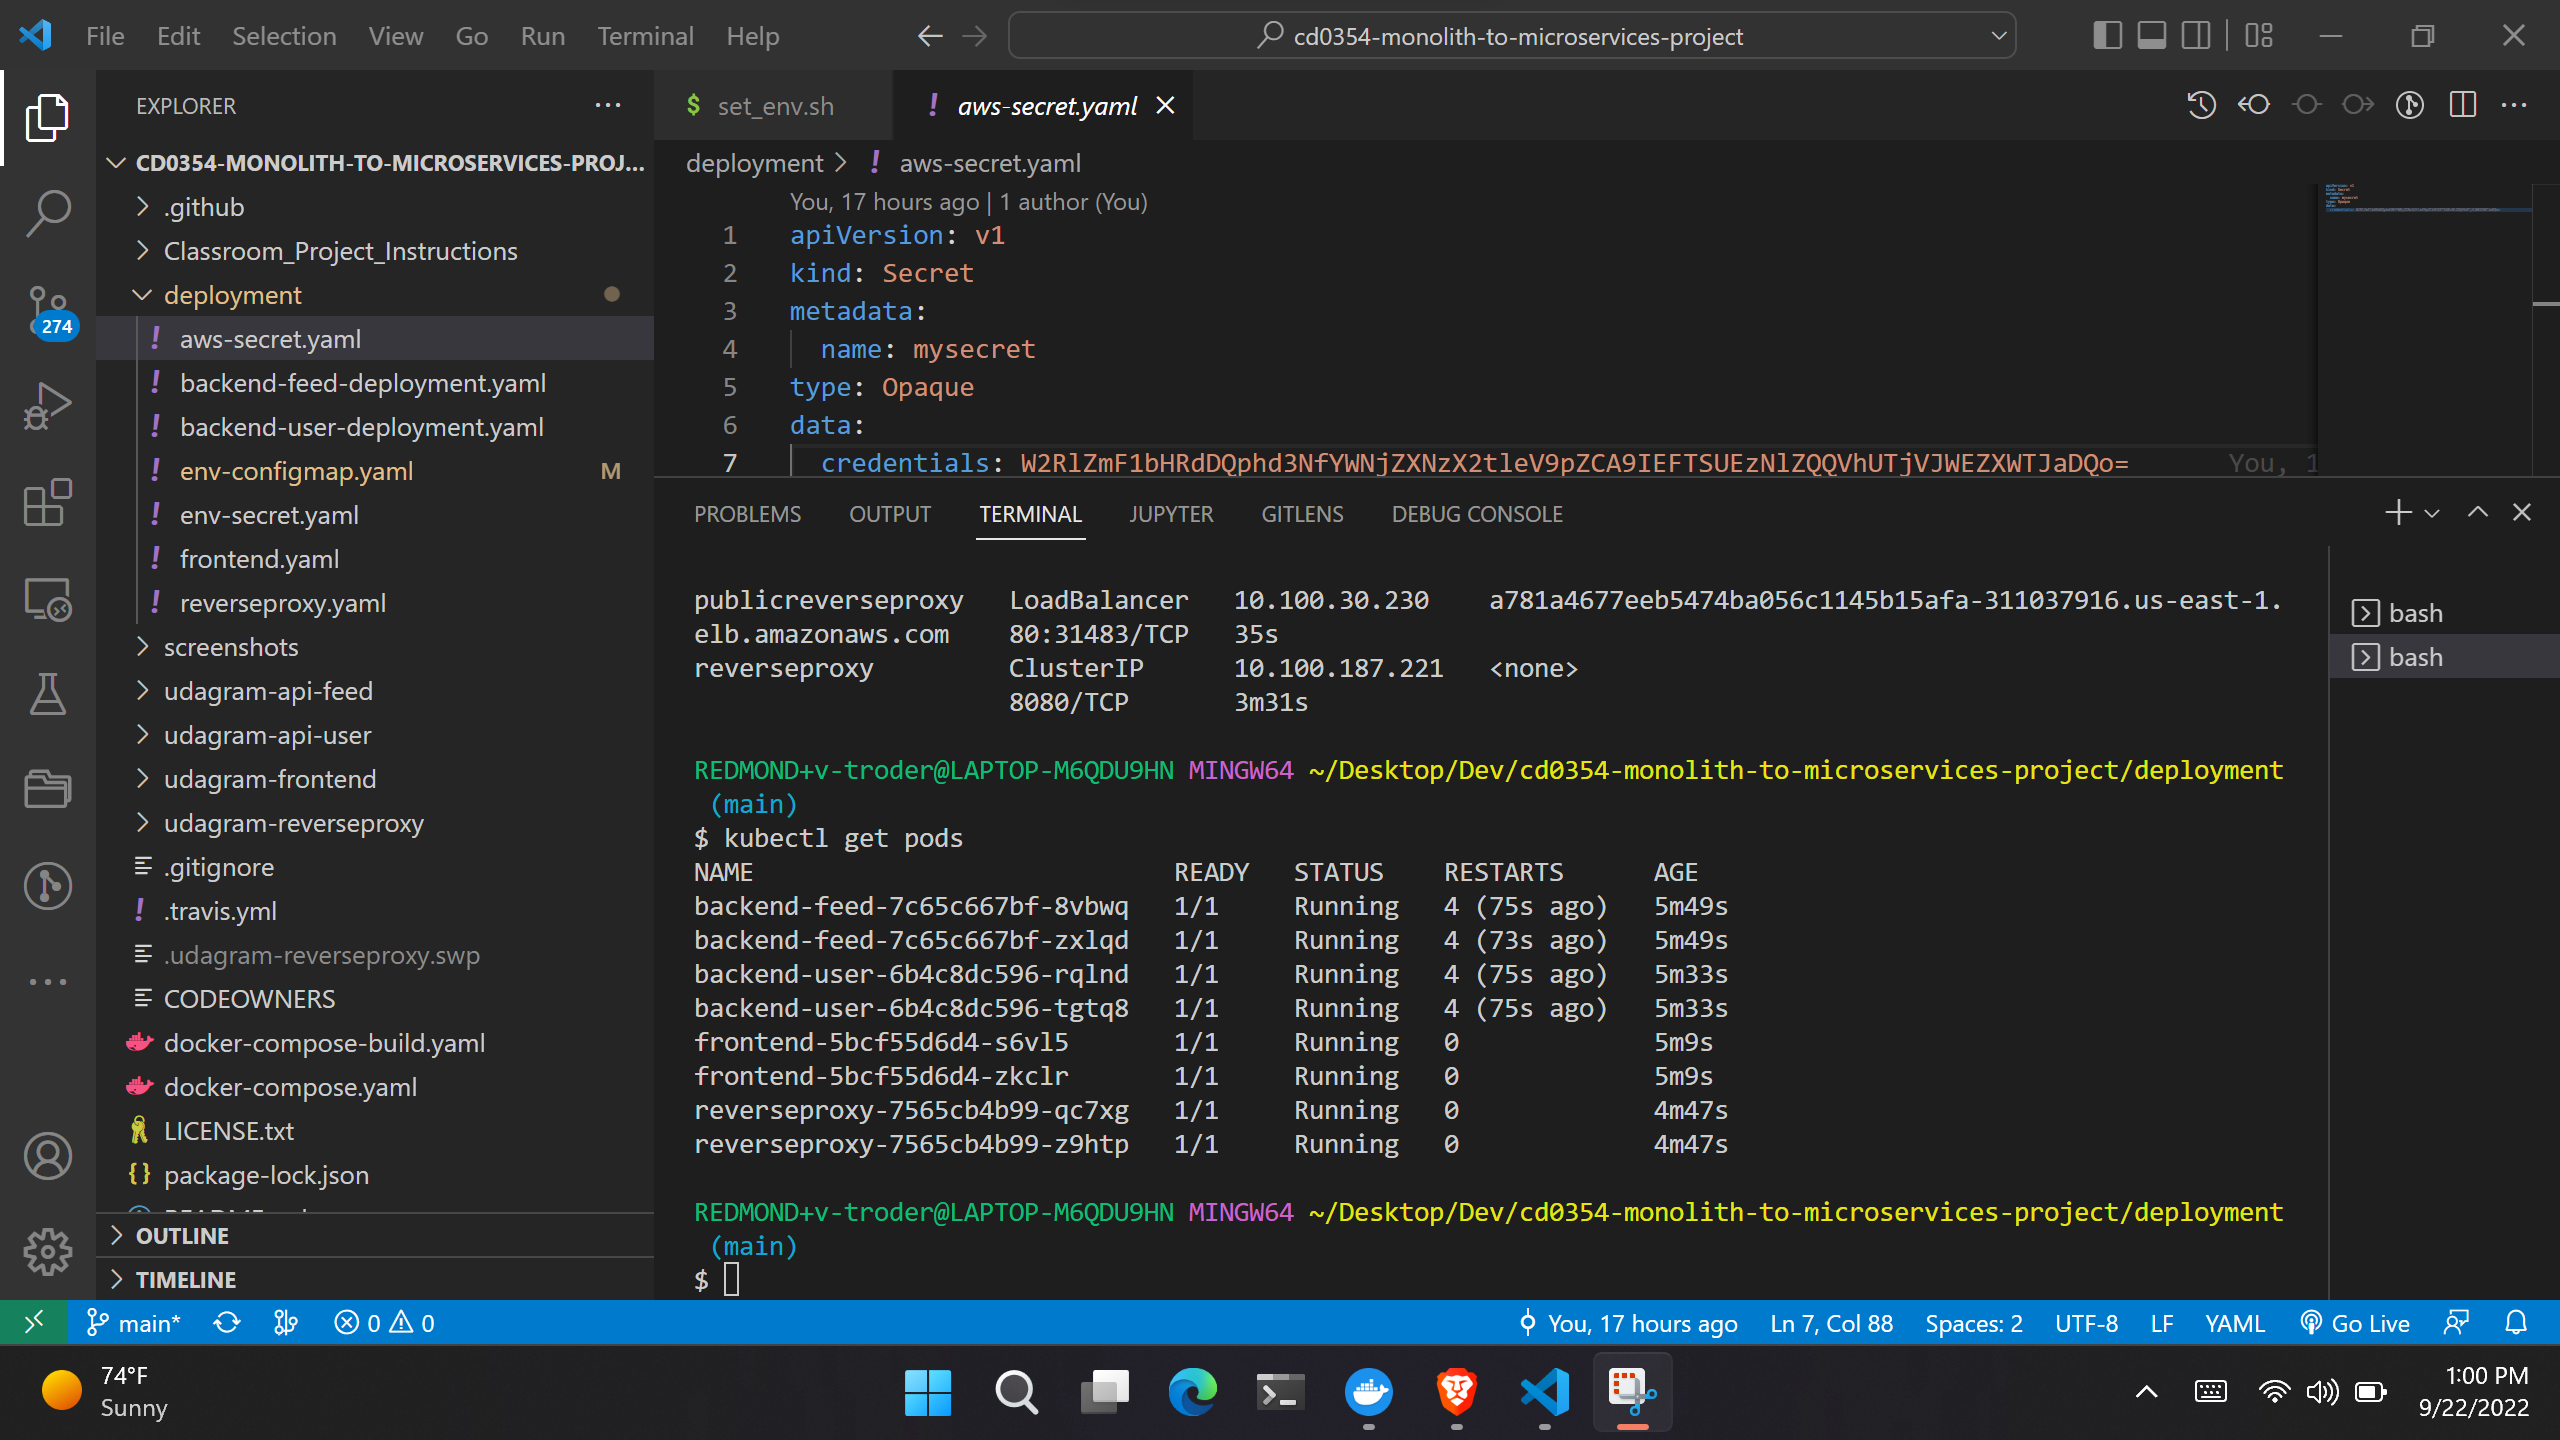 File Edit Selection View Go Run Terminal Help
cd0354-monolith-to-microservices-project
EXPLORER
CD0354-MONOLITH-TO-MICROSERVICES-PROJ...
.github
Classroom_Project_Instructions
deployment
aws-secret.yaml
backend-feed-deployment.yaml
backend-user-deployment.yaml
env-configmap.yaml M
env-secret.yaml
frontend.yaml
reverseproxy.yaml
screenshots
udagram-api-feed
udagram-api-user
udagram-frontend
udagram-reverseproxy
.gitignore
.travis.yml
.udagram-reverseproxy.swp
CODEOWNERS
docker-compose-build.yaml
docker-compose.yaml
LICENSE.txt
package-lock.json
OUTLINE
TIMELINE
274
$ set_env.sh
! aws-secret.yaml
deployment > ! aws-secret.yaml
You, 17 hours ago | 1 author (You)
1 apiVersion: v1
2 kind: Secret
3 metadata:
4 name: mysecret
5 type: Opaque
6 data:
7 credentials: W2RlZmF1bHRdDQphd3NfYWNjZXNzX2tleV9pZCA9IEFTSUEzNlZQQVhUTjVJWEZXWTJaDQo= You, 1
PROBLEMS OUTPUT TERMINAL JUPYTER GITLENS DEBUG CONSOLE
publicreverseproxy LoadBalancer 10.100.30.230 a781a4677eeb5474ba056c1145b15afa-311037916.us-east-1.
elb.amazonaws.com 80:31483/TCP 35s
reverseproxy ClusterIP 10.100.187.221 <none>
8080/TCP 3m31s
REDMOND+v-troder@LAPTOP-M6QDU9HN MINGW64 ~/Desktop/Dev/cd0354-monolith-to-microservices-project/deployment
(main)
$ kubectl get pods
NAME READY STATUS RESTARTS AGE
backend-feed-7c65c667bf-8vbwq 1/1 Running 4 (75s ago) 5m49s
backend-feed-7c65c667bf-zxlqd 1/1 Running 4 (73s ago) 5m49s
backend-user-6b4c8dc596-rqlnd 1/1 Running 4 (75s ago) 5m33s
backend-user-6b4c8dc596-tgtq8 1/1 Running 4 (75s ago) 5m33s
frontend-5bcf55d6d4-s6vl5 1/1 Running 0 5m9s
frontend-5bcf55d6d4-zkclr 1/1 Running 0 5m9s
reverseproxy-7565cb4b99-qc7xg 1/1 Running 0 4m47s
reverseproxy-7565cb4b99-z9htp 1/1 Running 0 4m47s
REDMOND+v-troder@LAPTOP-M6QDU9HN MINGW64 ~/Desktop/Dev/cd0354-monolith-to-microservices-project/deployment
(main)
$
bash
bash
main* 0 0 You, 17 hours ago Ln 7, Col 88 Spaces: 2 UTF-8 LF YAML Go Live
74°F
Sunny
1:00 PM
9/22/2022